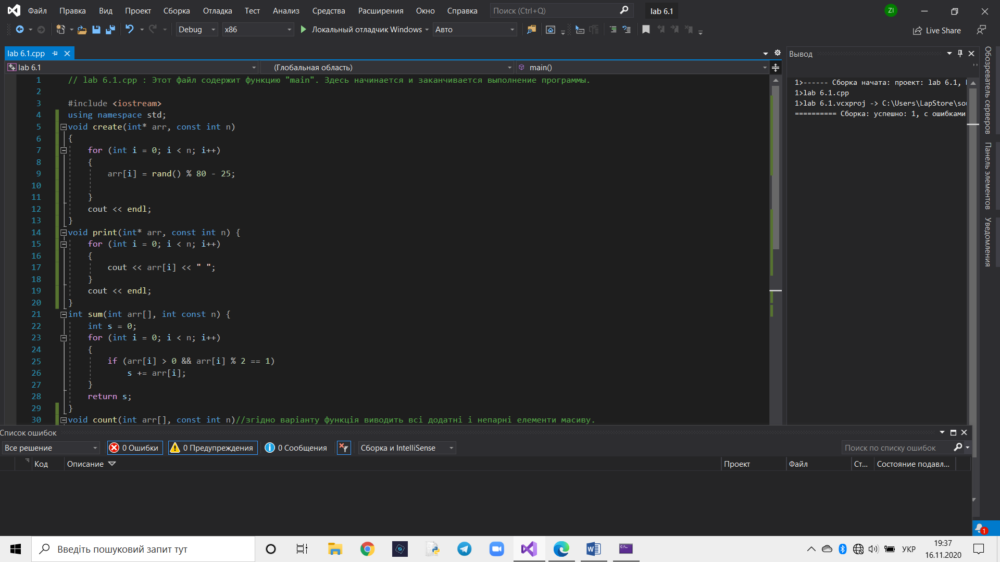 Файл Правка Вид Проект Сборка Отладка Тест Анализ Средства Расширения Окно Справка Поиск (Ctrl+Q) lab 6.1 ZI
Debug x86 Локальный отладчик Windows Авто Live Share
lab 6.1.cpp
lab 6.1 (Глобальная область) main()
1 // lab 6.1.cpp : Этот файл содержит функцию "main". Здесь начинается и заканчивается выполнение программы.
2
3 #include <iostream>
4 using namespace std;
5 void create(int* arr, const int n)
6 {
7 for (int i = 0; i < n; i++)
8 {
9 arr[i] = rand() % 80 - 25;
10
11 }
12 cout << endl;
13 }
14 void print(int* arr, const int n) {
15 for (int i = 0; i < n; i++)
16 {
17 cout << arr[i] << " ";
18 }
19 cout << endl;
20 }
21 int sum(int arr[], int const n) {
22 int s = 0;
23 for (int i = 0; i < n; i++)
24 {
25 if (arr[i] > 0 && arr[i] % 2 == 1)
26 s += arr[i];
27 }
28 return s;
29 }
30 void count(int arr[], const int n)//згідно варіанту функція виводить всі додатні і непарні елементи масиву.
Вывод
1>------ Сборка начата: проект: lab 6.1,
1>lab 6.1.cpp
1>lab 6.1.vcxproj -> C:\Users\LapStore\sou
========== Сборка: успешно: 1, с ошибками
Обозреватель серверов
Панель элементов
Уведомления
Список ошибок
Все решение 0 Ошибки 0 Предупреждения 0 Сообщения Сборка и IntelliSense Поиск по списку ошибок
Код Описание Проект Файл Ст... Состояние подавл...
1
Введіть пошуковий запит тут
УКР
19:37
16.11.2020